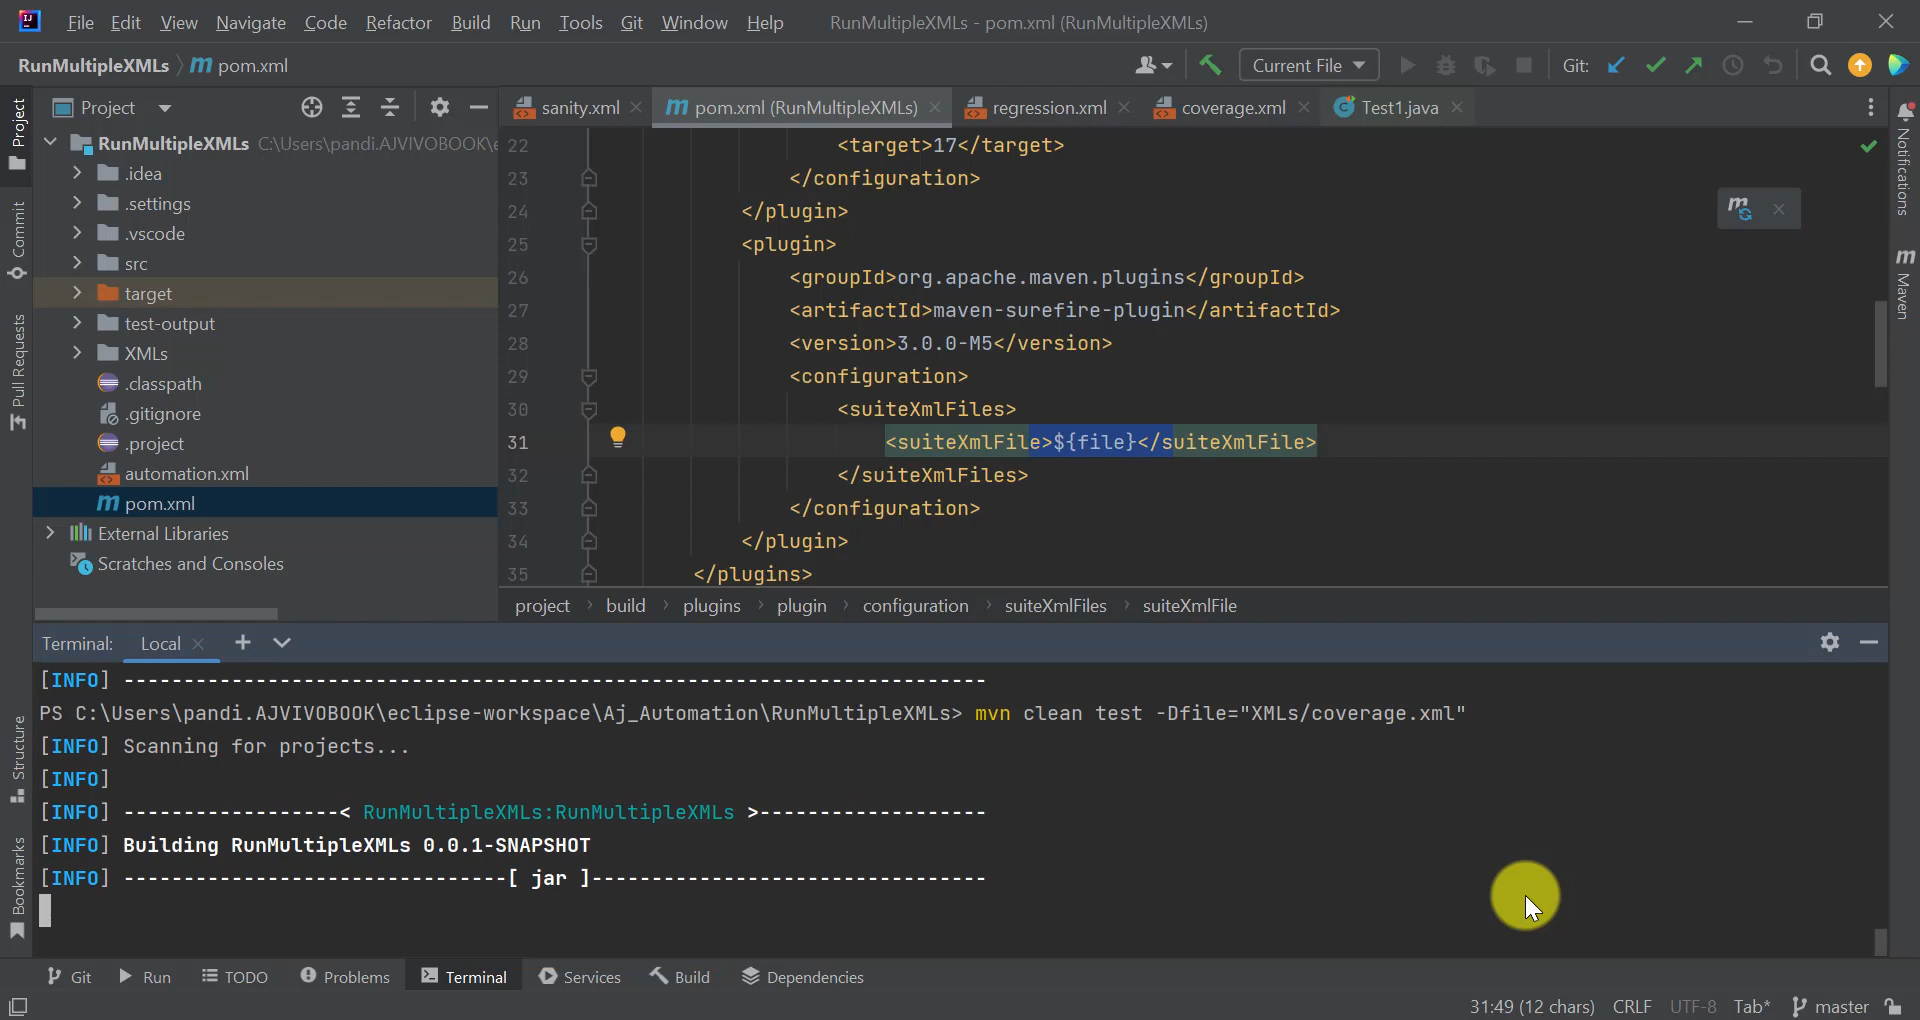 File Edit View Navigate Code Refactor Build Run Tools Git Window Help RunMultipleXMLs - pom.xml (RunMultipleXMLs)
RunMultipleXMLs pom.xml Current File Git:
Project sanity.xml pom.xml (RunMultipleXMLs) regression.xml coverage.xml Test1.java
RunMultipleXMLs C:\Users\pandi.AJVIVOBOOK\
.idea
.settings
.vscode
src
target
test-output
XMLs
.classpath
.gitignore
.project
automation.xml
pom.xml
External Libraries
Scratches and Consoles
22 <target>17</target>
23 </configuration>
24 </plugin>
25 <plugin>
26 <groupId>org.apache.maven.plugins</groupId>
27 <artifactId>maven-surefire-plugin</artifactId>
28 <version>3.0.0-M5</version>
29 <configuration>
30 <suiteXmlFiles>
31 <suiteXmlFile>${file}</suiteXmlFile>
32 </suiteXmlFiles>
33 </configuration>
34 </plugin>
35 </plugins>
project build plugins plugin configuration suiteXmlFiles suiteXmlFile
Project
Commit
Pull Requests
Structure
Bookmarks
Notifications
Maven
Terminal: Local
[INFO] ------------------------------------------------------------------------
PS C:\Users\pandi.AJVIVOBOOK\eclipse-workspace\Aj_Automation\RunMultipleXMLs> mvn clean test -Dfile="XMLs/coverage.xml"
[INFO] Scanning for projects...
[INFO]
[INFO] ------------------< RunMultipleXMLs:RunMultipleXMLs >-------------------
[INFO] Building RunMultipleXMLs 0.0.1-SNAPSHOT
[INFO] --------------------------------[ jar ]---------------------------------
Git Run TODO Problems Terminal Services Build Dependencies
31:49 (12 chars) CRLF UTF-8 Tab* master